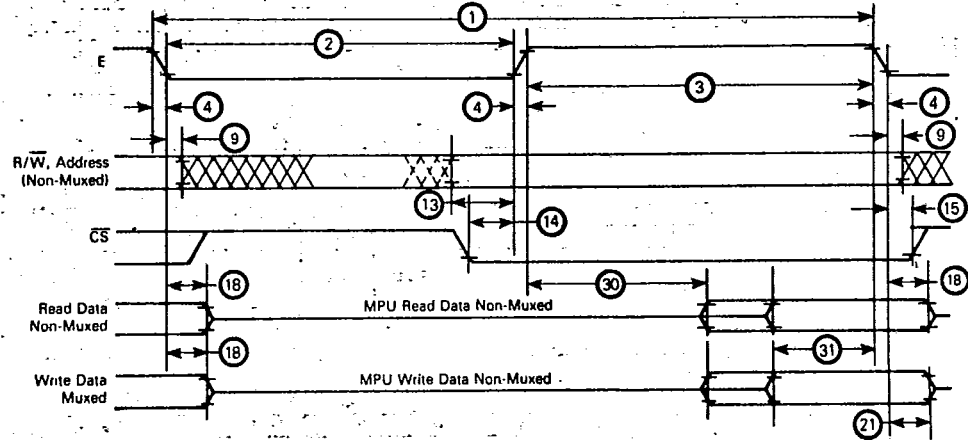 1
2
E
3
4
4
4
9
9
R/W̅, Address
(Non-Muxed)
13
14
15
C̅S̅
18
30
18
Read Data
Non-Muxed
MPU Read Data Non-Muxed
18
31
Write Data
Muxed
MPU Write Data Non-Muxed
21